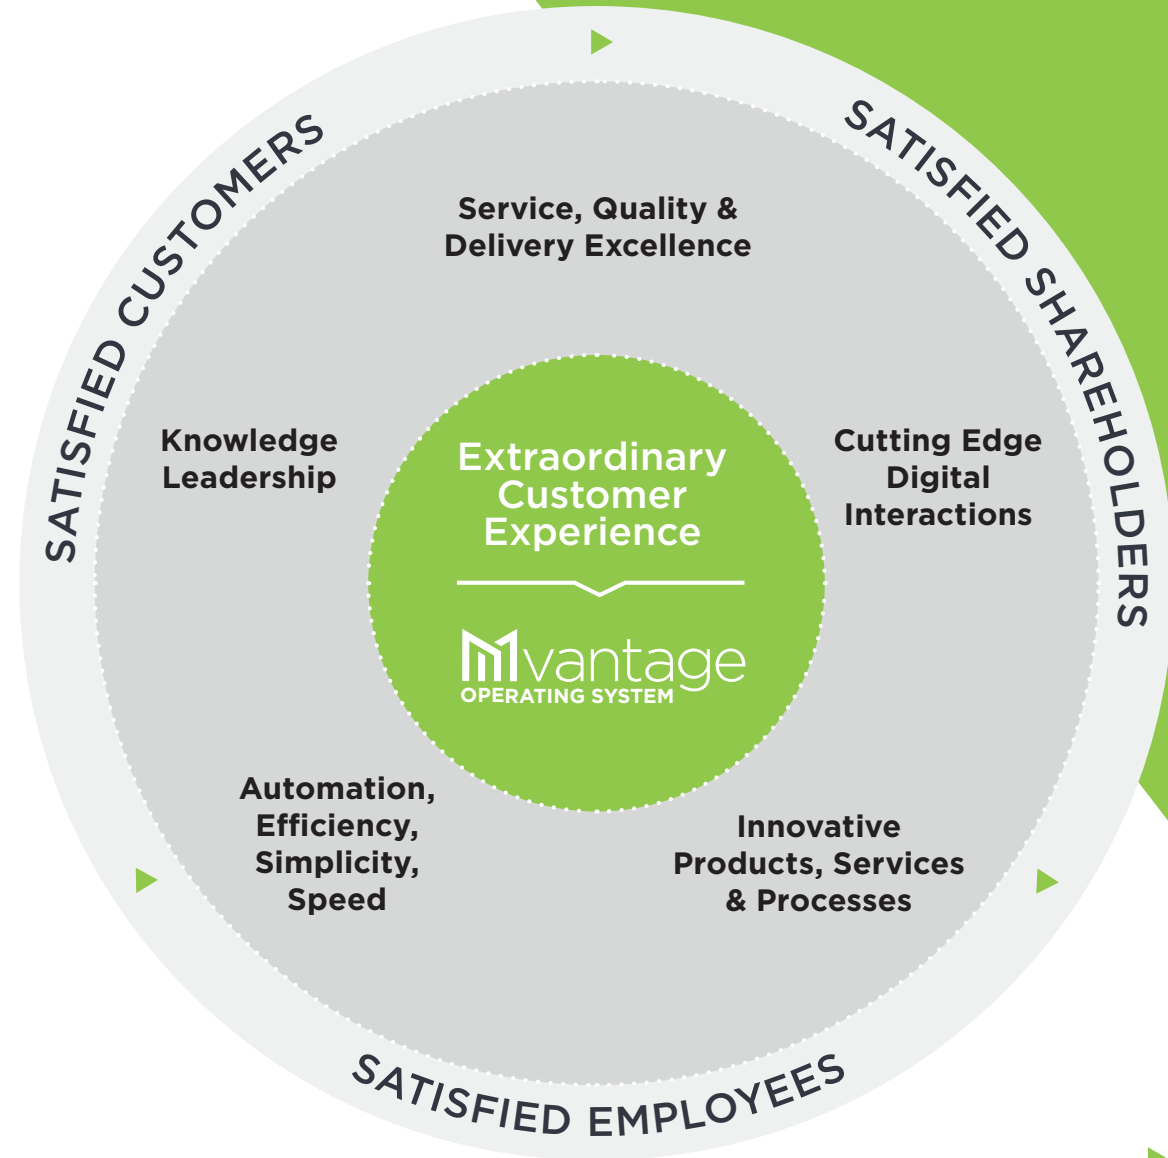 SATISFIED CUSTOMERS
SATISFIED SHAREHOLDERS
Service, Quality &
Delivery Excellence
Knowledge
Leadership
Extraordinary
Customer
Experience
Mvantage
OPERATING SYSTEM
Cutting Edge
Digital
Interactions
Automation,
Efficiency,
Simplicity,
Speed
Innovative
Products, Services
& Processes
SATISFIED EMPLOYEES